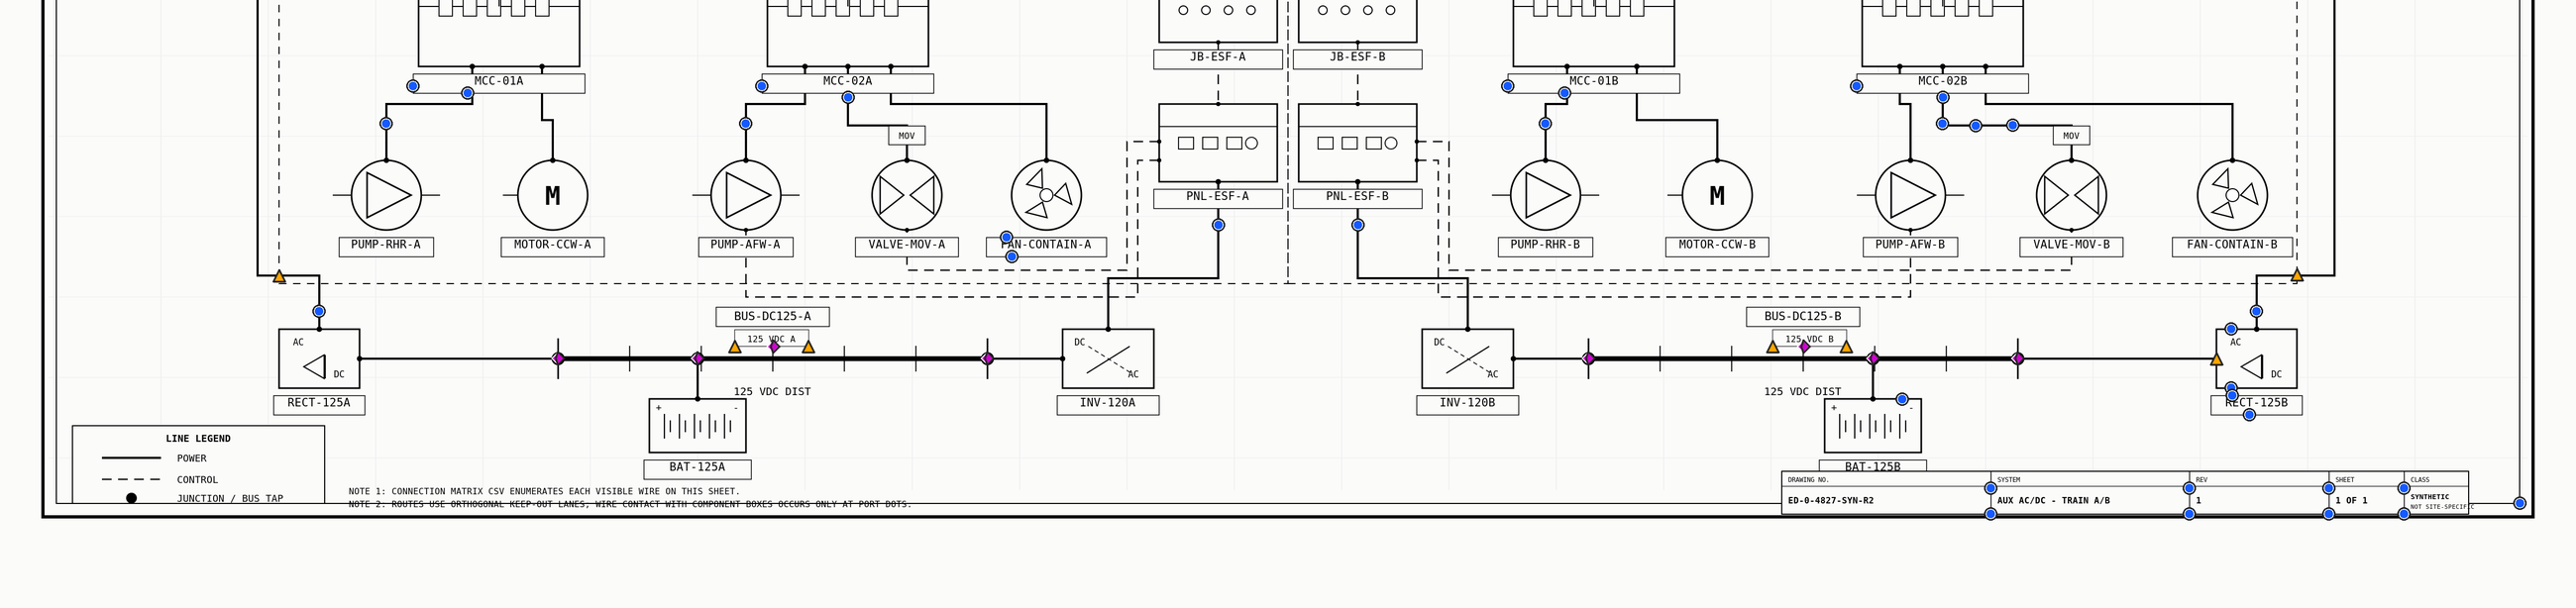 JB-ESF-A
JB-ESF-B
MCC-01A
MCC-02A
MCC-01B
MCC-02B
MOV
MOV
M
M
PNL-ESF-A
PNL-ESF-B
PUMP-RHR-A
MOTOR-CCW-A
PUMP-AFW-A
VALVE-MOV-A
FAN-CONTAIN-A
PUMP-RHR-B
MOTOR-CCW-B
PUMP-AFW-B
VALVE-MOV-B
FAN-CONTAIN-B
BUS-DC125-A
BUS-DC125-B
125 VDC A
125 VDC B
AC
DC
DC
AC
DC
AC
AC
DC
125 VDC DIST
125 VDC DIST
RECT-125A
INV-120A
INV-120B
RECT-125B
+ -
+ -
BAT-125A
BAT-125B
LINE LEGEND
POWER
CONTROL
JUNCTION / BUS TAP
NOTE 1: CONNECTION MATRIX CSV ENUMERATES EACH VISIBLE WIRE ON THIS SHEET.
NOTE 2: ROUTES USE ORTHOGONAL KEEP-OUT LANES, WIRE CONTACT WITH COMPONENT BOXES OCCURS ONLY AT PORT DOTS.
DRAWING NO.
ED-0-4827-SYN-R2
SYSTEM
AUX AC/DC - TRAIN A/B
REV
1
SHEET
1 OF 1
CLASS
SYNTHETIC
NOT SITE-SPECIFIC